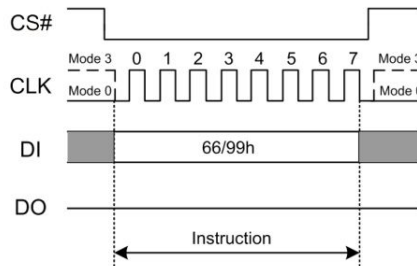 CS#
Mode 3 0 1 2 3 4 5 6 7 Mode 3
CLK Mode 0 Mode 0
DI 66/99h
DO
Instruction